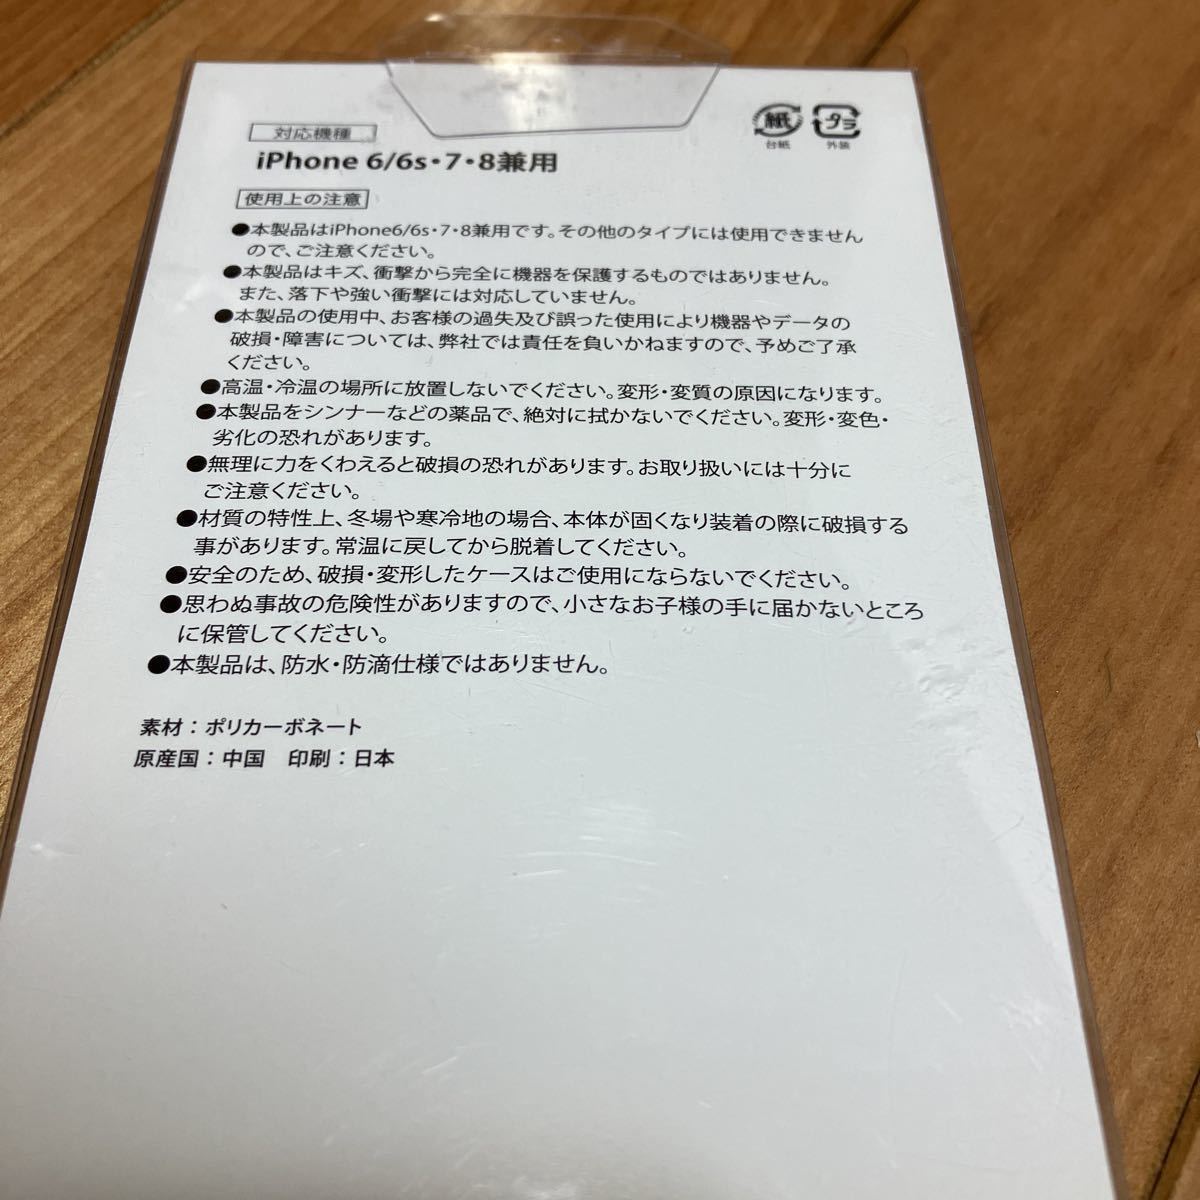 紙
台紙
プラ
外装
対応機種
iPhone 6/6s・7・8兼用
使用上の注意
●本製品はiPhone6/6s・7・8兼用です。その他のタイプには使用できません
ので、ご注意ください。
●本製品はキズ、衝撃から完全に機器を保護するものではありません。
また、落下や強い衝撃には対応していません。
●本製品の使用中、お客様の過失及び誤った使用により機器やデータの
破損・障害については、弊社では責任を負いかねますので、予めご了承
ください。
●高温・冷温の場所に放置しないでください。変形・変質の原因になります。
●本製品をシンナーなどの薬品で、絶対に拭かないでください。変形・変色・
劣化の恐れがあります。
●無理に力をくわえると破損の恐れがあります。お取り扱いには十分に
ご注意ください。
●材質の特性上、冬場や寒冷地の場合、本体が固くなり装着の際に破損する
事があります。常温に戻してから脱着してください。
●安全のため、破損・変形したケースはご使用にならないでください。
●思わぬ事故の危険性がありますので、小さなお子様の手に届かないところ
に保管してください。
●本製品は、防水・防滴仕様ではありません。
素材：ポリカーボネート
原産国：中国　印刷：日本